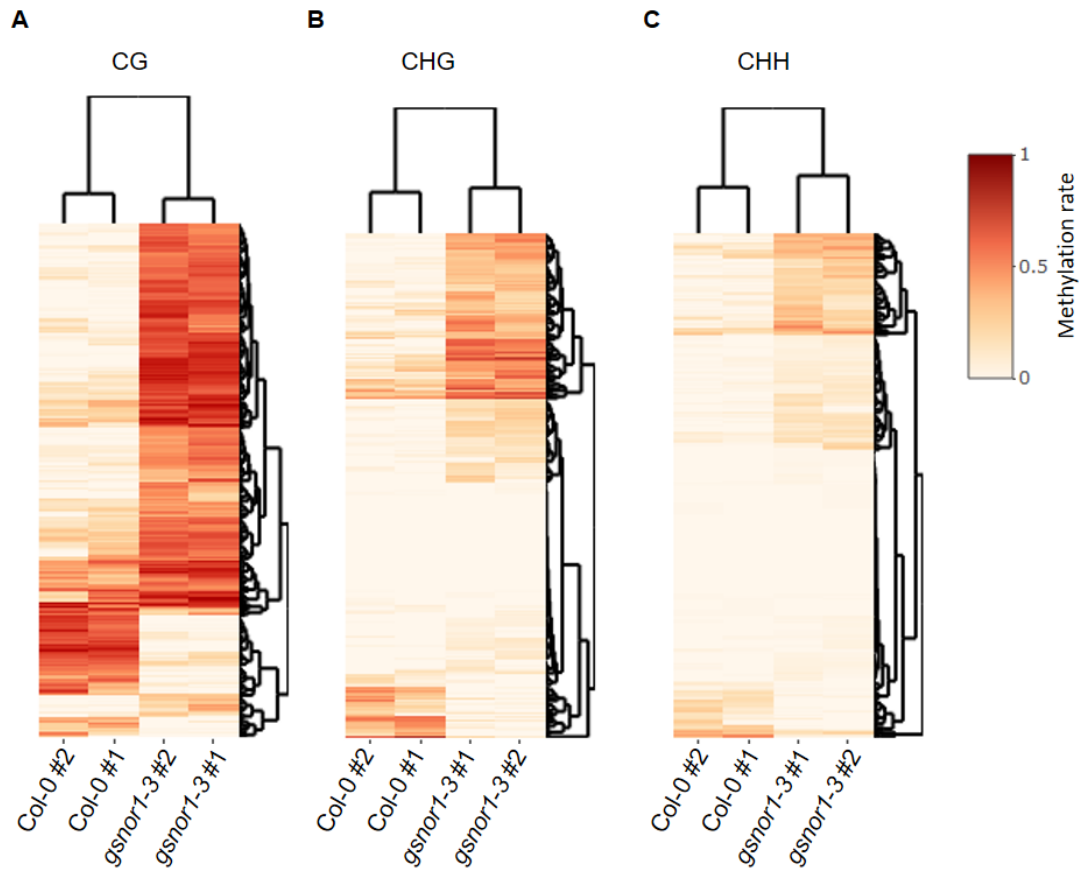 A
B
C
CG
CHG
CHH
1
0.5
0
Methylation rate
Col-0 #2
Col-0 #1
gsnor1-3 #2
gsnor1-3 #1
Col-0 #2
Col-0 #1
gsnor1-3 #1
gsnor1-3 #2
Col-0 #2
Col-0 #1
gsnor1-3 #1
gsnor1-3 #2